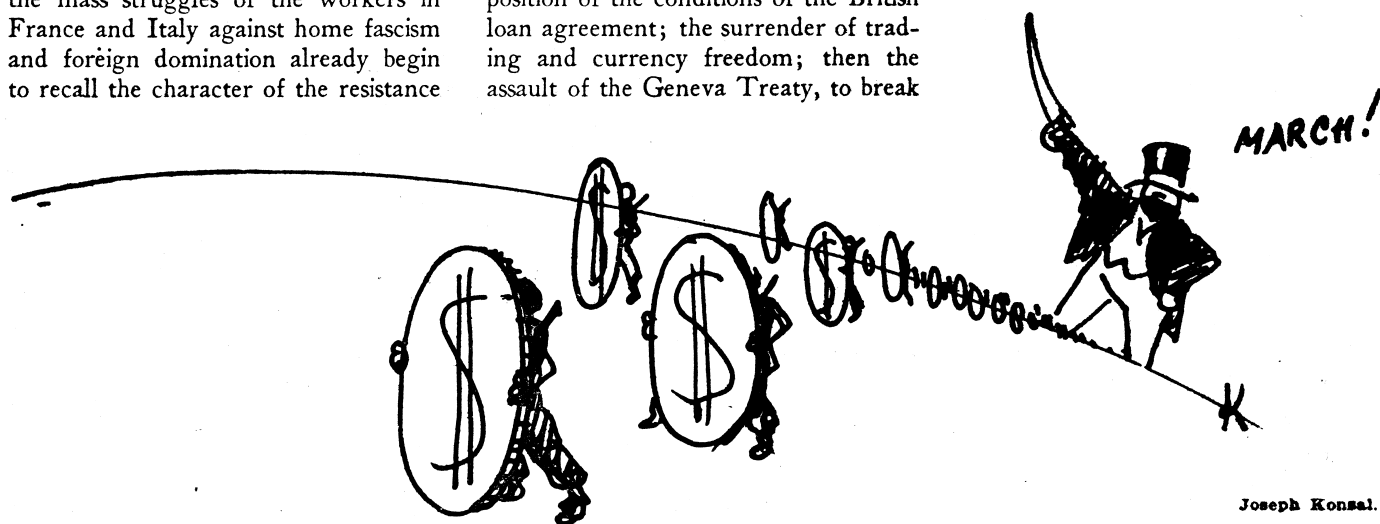 the mass struggles of the workers in
France and Italy against home fascism
and foreign domination already begin
to recall the character of the resistance
position of the conditions of the British
loan agreement; the surrender of trad-
ing and currency freedom; then the
assault of the Geneva Treaty, to break
MARCH!
$
$
$
$
K
Joseph Konsal.